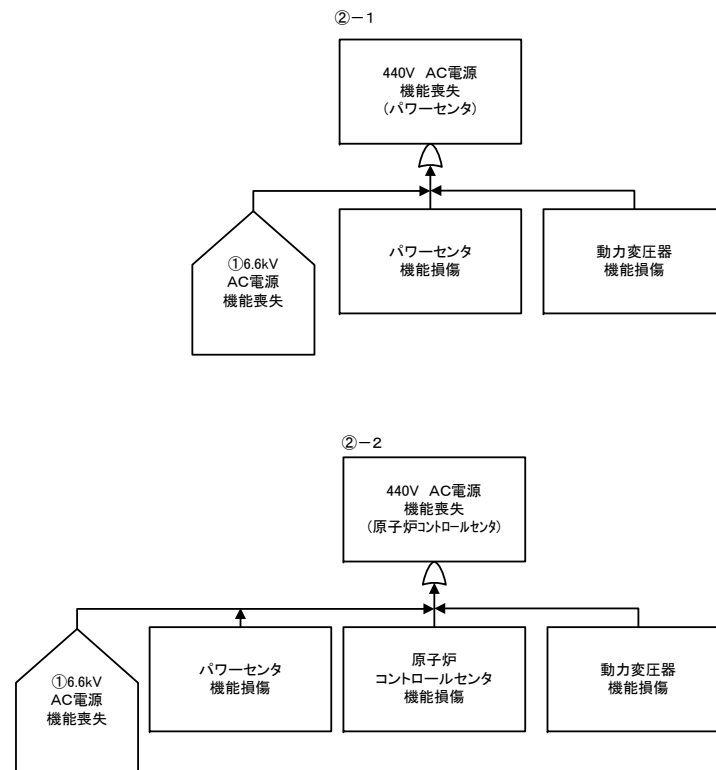 ②-1
440V AC電源
機能喪失
(パワーセンタ)
①6.6kV
AC電源
機能喪失
パワーセンタ
機能損傷
動力変圧器
機能損傷
②-2
440V AC電源
機能喪失
(原子炉コントロールセンタ)
①6.6kV
AC電源
機能喪失
パワーセンタ
機能損傷
原子炉
コントロールセンタ
機能損傷
動力変圧器
機能損傷